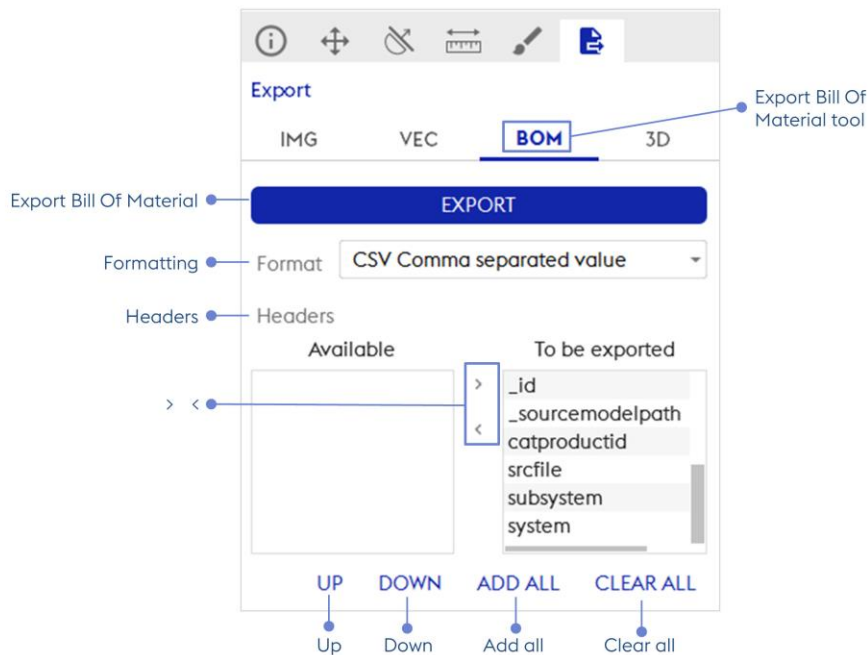 Export
Export Bill Of
Material tool
IMG VEC BOM 3D
Export Bill Of Material
EXPORT
Formatting
Format CSV Comma separated value
Headers
Headers
Available To be exported
> <
>
<
_id
_sourcemodelpath
catproductid
srcfile
subsystem
system
UP DOWN ADD ALL CLEAR ALL
Up Down Add all Clear all